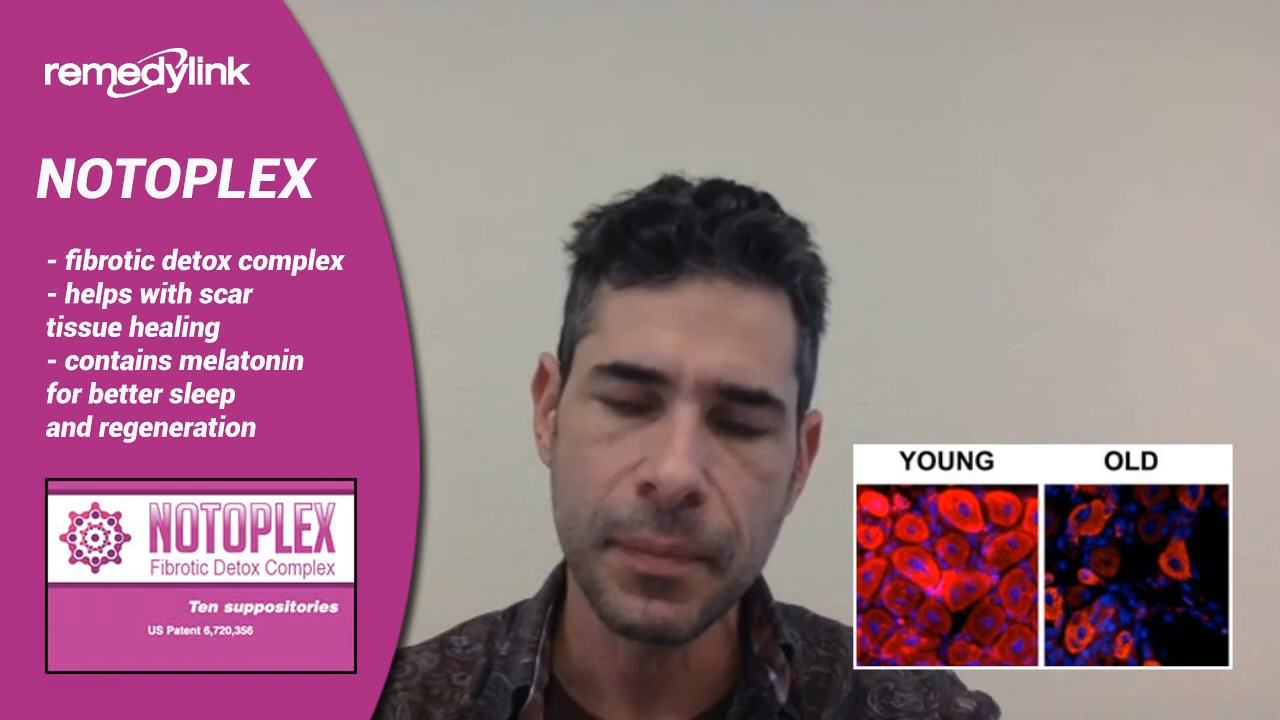 remedylink
NOTOPLEX
- fibrotic detox complex
- helps with scar
tissue healing
- contains melatonin
for better sleep
and regeneration
NOTOPLEX
Fibrotic Detox Complex
Ten suppositories
US Patent 6,720,356
YOUNG
OLD